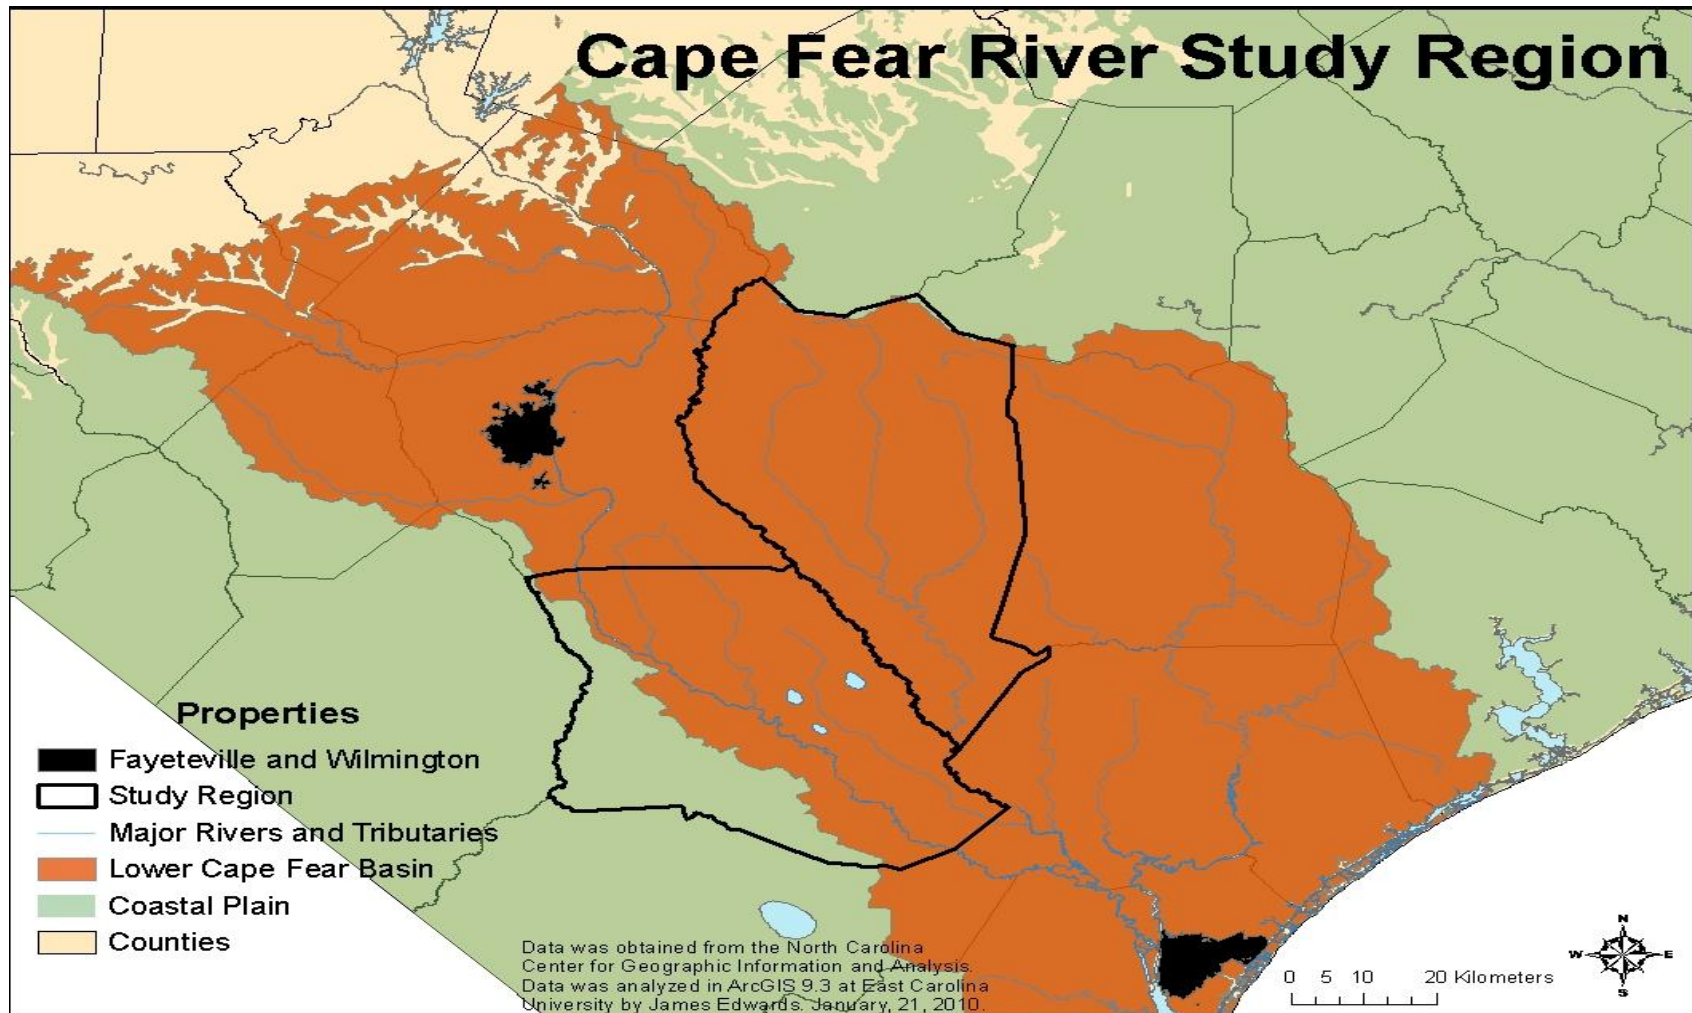 Cape Fear River Study Region
Properties
Fayeteville and Wilmington
Study Region
Major Rivers and Tributaries
Lower Cape Fear Basin
Coastal Plain
Counties
Data was obtained from the North Carolina
Center for Geographic Information and Analysis.
Data was analyzed in ArcGIS 9.3 at East Carolina
University by James Edwards. January, 21, 2010.
0 5 10 20 Kilometers
N
W E
S